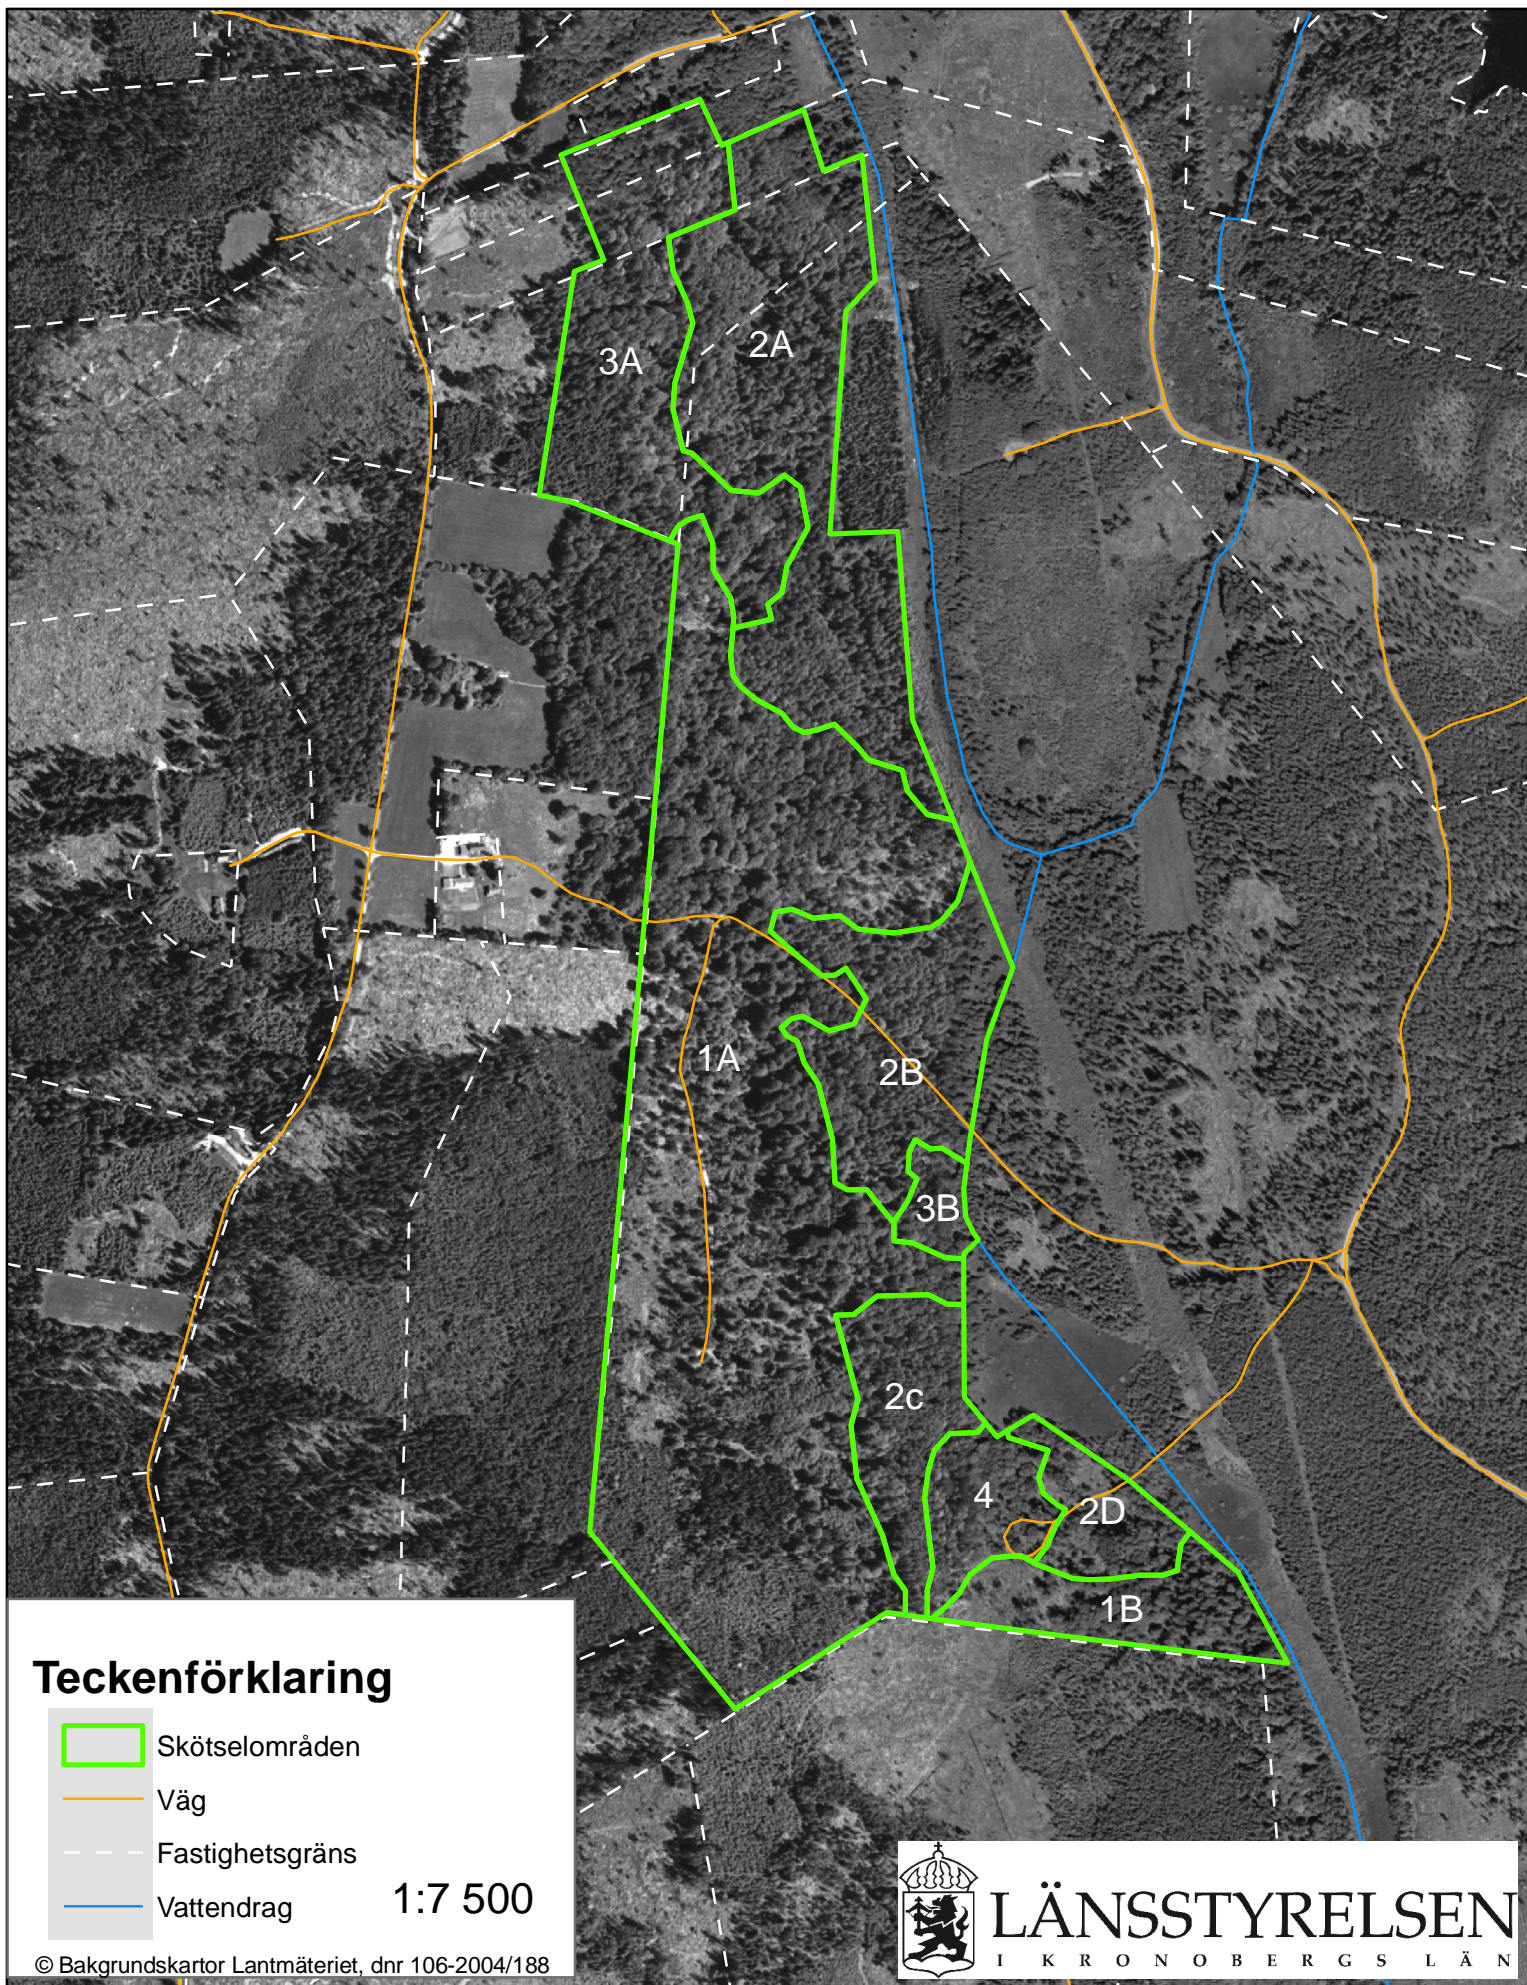 3A
2A
1A
2B
3B
2c
4
2D
1B
Teckenförklaring
Skötselområden
Väg
Fastighetsgräns
Vattendrag
1:7 500
© Bakgrundskartor Lantmäteriet, dnr 106-2004/188
LÄNSSTYRELSEN
I KRONOBERGS LÄN